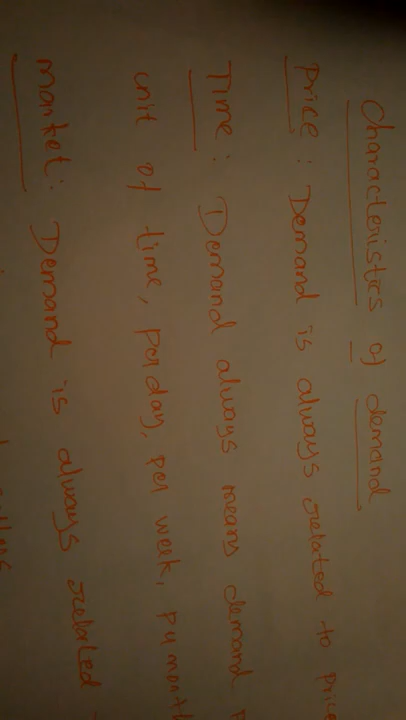 Characteristics of demand
Price : Demand is always related to price
Time : Demand always means demand
unit of time, per day, per week, pu month
market : Demand is always related